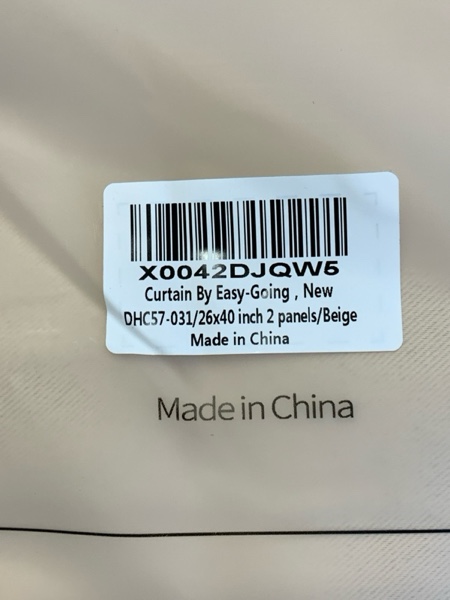 X0042DJQW5
Curtain By Easy-Going , New
DHC57-031/26x40 inch 2 panels/Beige
Made in China
Made in China